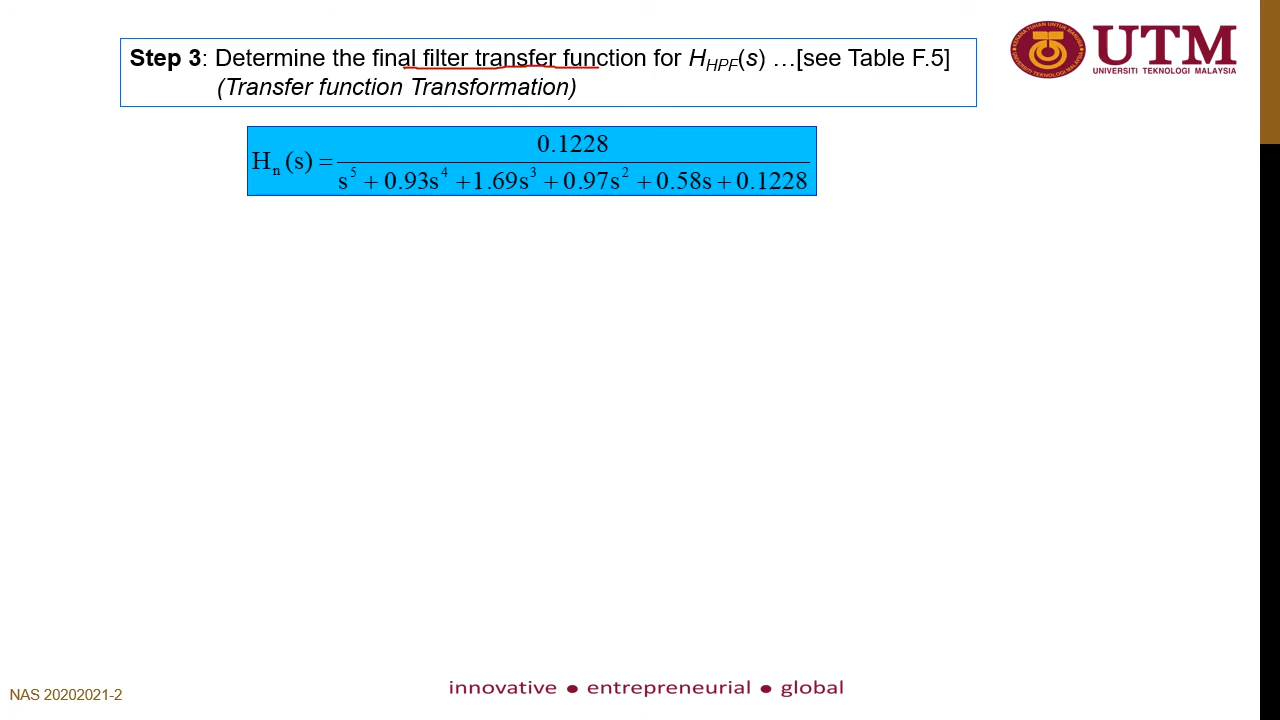 Step 3: Determine the final filter transfer function for H_HPF(s) …[see Table F.5]
(Transfer function Transformation)
UTM
UNIVERSITI TEKNOLOGI MALAYSIA
H_n (s) = 0.1228 / (s^5 + 0.93s^4 + 1.69s^3 + 0.97s^2 + 0.58s + 0.1228)
innovative ● entrepreneurial ● global
NAS 20202021-2